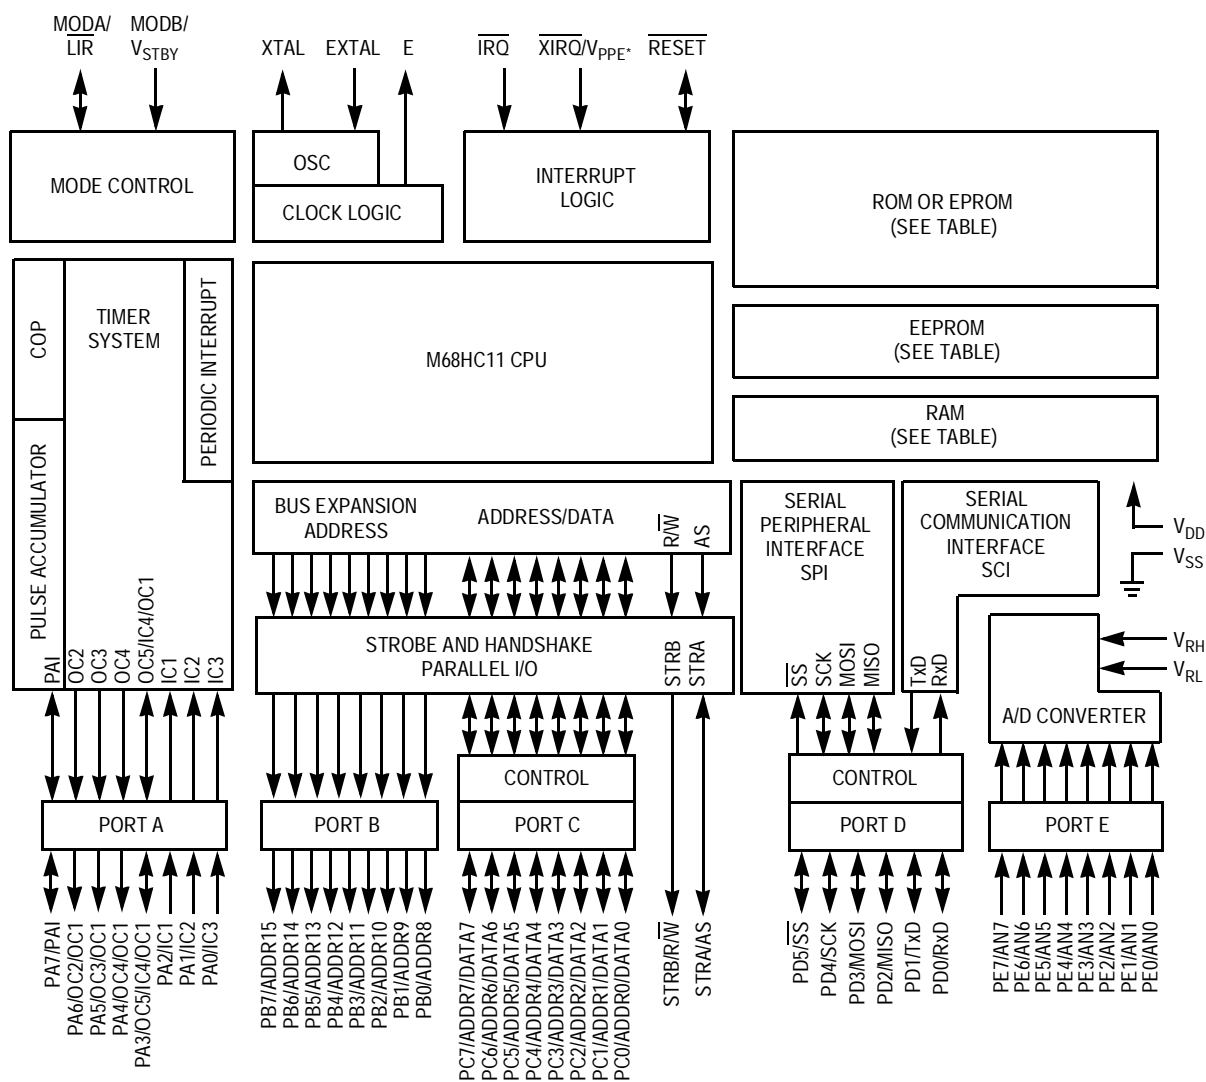 MODA/
LIR
MODB/
VSTBY
XTAL
EXTAL
E
IRQ
XIRQ/VPPE*
RESET
MODE CONTROL
OSC
CLOCK LOGIC
INTERRUPT
LOGIC
ROM OR EPROM
(SEE TABLE)
COP
TIMER
SYSTEM
PERIODIC INTERRUPT
M68HC11 CPU
EEPROM
(SEE TABLE)
RAM
(SEE TABLE)
PULSE ACCUMULATOR
PAI
OC2
OC3
OC4
OC5/IC4/OC1
IC1
IC2
IC3
BUS EXPANSION
ADDRESS
ADDRESS/DATA
R/W
AS
STROBE AND HANDSHAKE
PARALLEL I/O
STRB
STRA
SERIAL
PERIPHERAL
INTERFACE
SPI
SS
SCK
MOSI
MISO
SERIAL
COMMUNICATION
INTERFACE
SCI
TxD
RxD
VDD
VSS
VRH
VRL
A/D CONVERTER
CONTROL
CONTROL
PORT A
PORT B
PORT C
PORT D
PORT E
PA7/PAI
PA6/OC2/OC1
PA5/OC3/OC1
PA4/OC4/OC1
PA3/OC5/IC4/OC1
PA2/IC1
PA1/IC2
PA0/IC3
PB7/ADDR15
PB6/ADDR14
PB5/ADDR13
PB4/ADDR12
PB3/ADDR11
PB2/ADDR10
PB1/ADDR9
PB0/ADDR8
PC7/ADDR7/DATA7
PC6/ADDR6/DATA6
PC5/ADDR5/DATA5
PC4/ADDR4/DATA4
PC3/ADDR3/DATA3
PC2/ADDR2/DATA2
PC1/ADDR1/DATA1
PC0/ADDR0/DATA0
STRB/R/W
STRA/AS
PD5/SS
PD4/SCK
PD3/MOSI
PD2/MISO
PD1/TxD
PD0/RxD
PE7/AN7
PE6/AN6
PE5/AN5
PE4/AN4
PE3/AN3
PE2/AN2
PE1/AN1
PE0/AN0